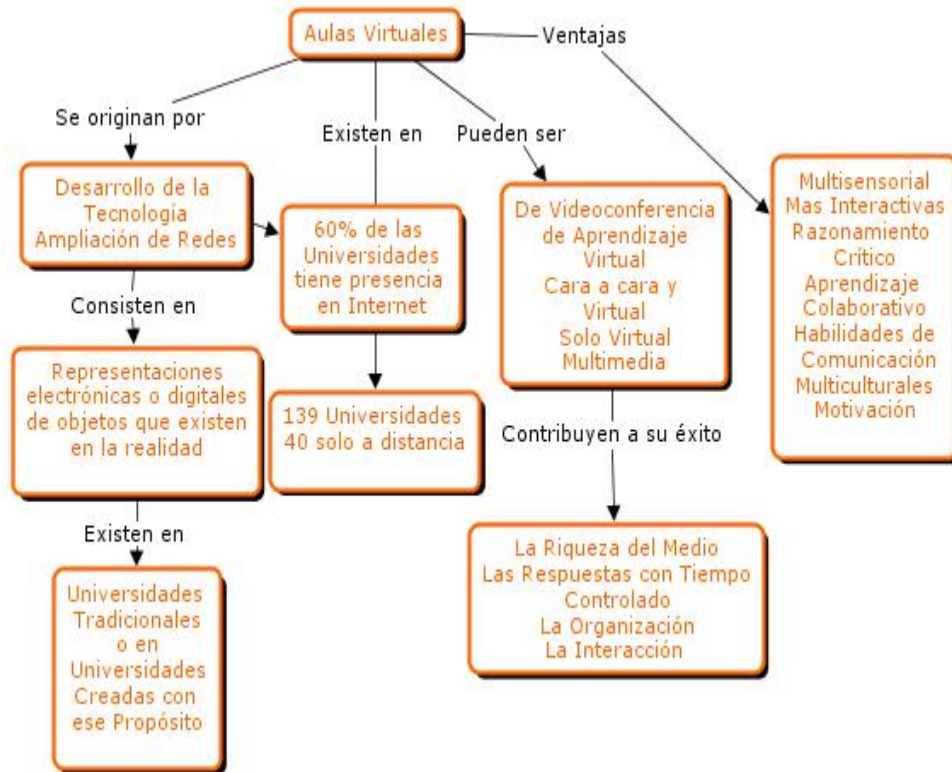 Aulas Virtuales
Ventajas
Se originan por
Existen en
Pueden ser
Desarrollo de la
Tecnología
Ampliación de Redes
60% de las
Universidades
tiene presencia
en Internet
De Videoconferencia
de Aprendizaje
Virtual
Cara a cara y
Virtual
Solo Virtual
Multimedia
Multisensorial
Mas Interactivas
Razonamiento
Crítico
Aprendizaje
Colaborativo
Habilidades de
Comunicación
Multiculturales
Motivación
Consisten en
Representaciones
electrónicas o digitales
de objetos que existen
en la realidad
139 Universidades
40 solo a distancia
Contribuyen a su éxito
Existen en
La Riqueza del Medio
Las Respuestas con Tiempo
Controlado
La Organización
La Interacción
Universidades
Tradicionales
o en
Universidades
Creadas con
ese Propósito